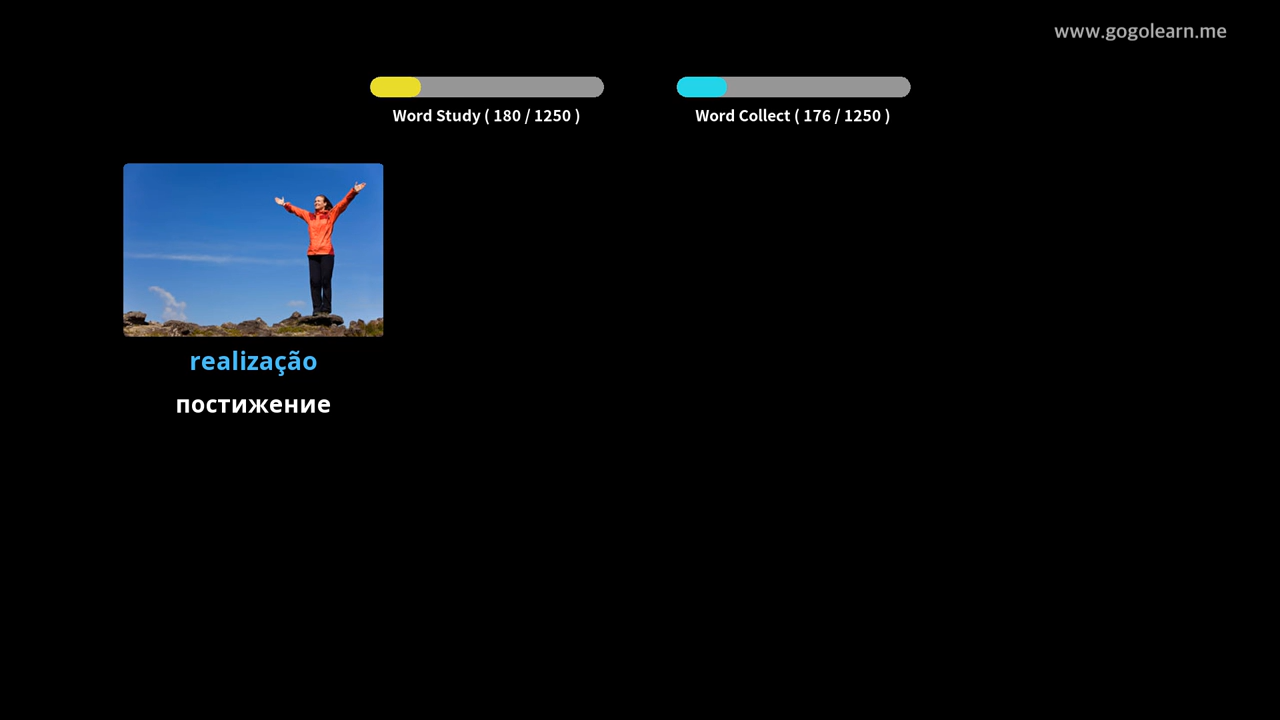 www.gogolearn.me
Word Study ( 180 / 1250 )
Word Collect ( 176 / 1250 )
realização
постижение